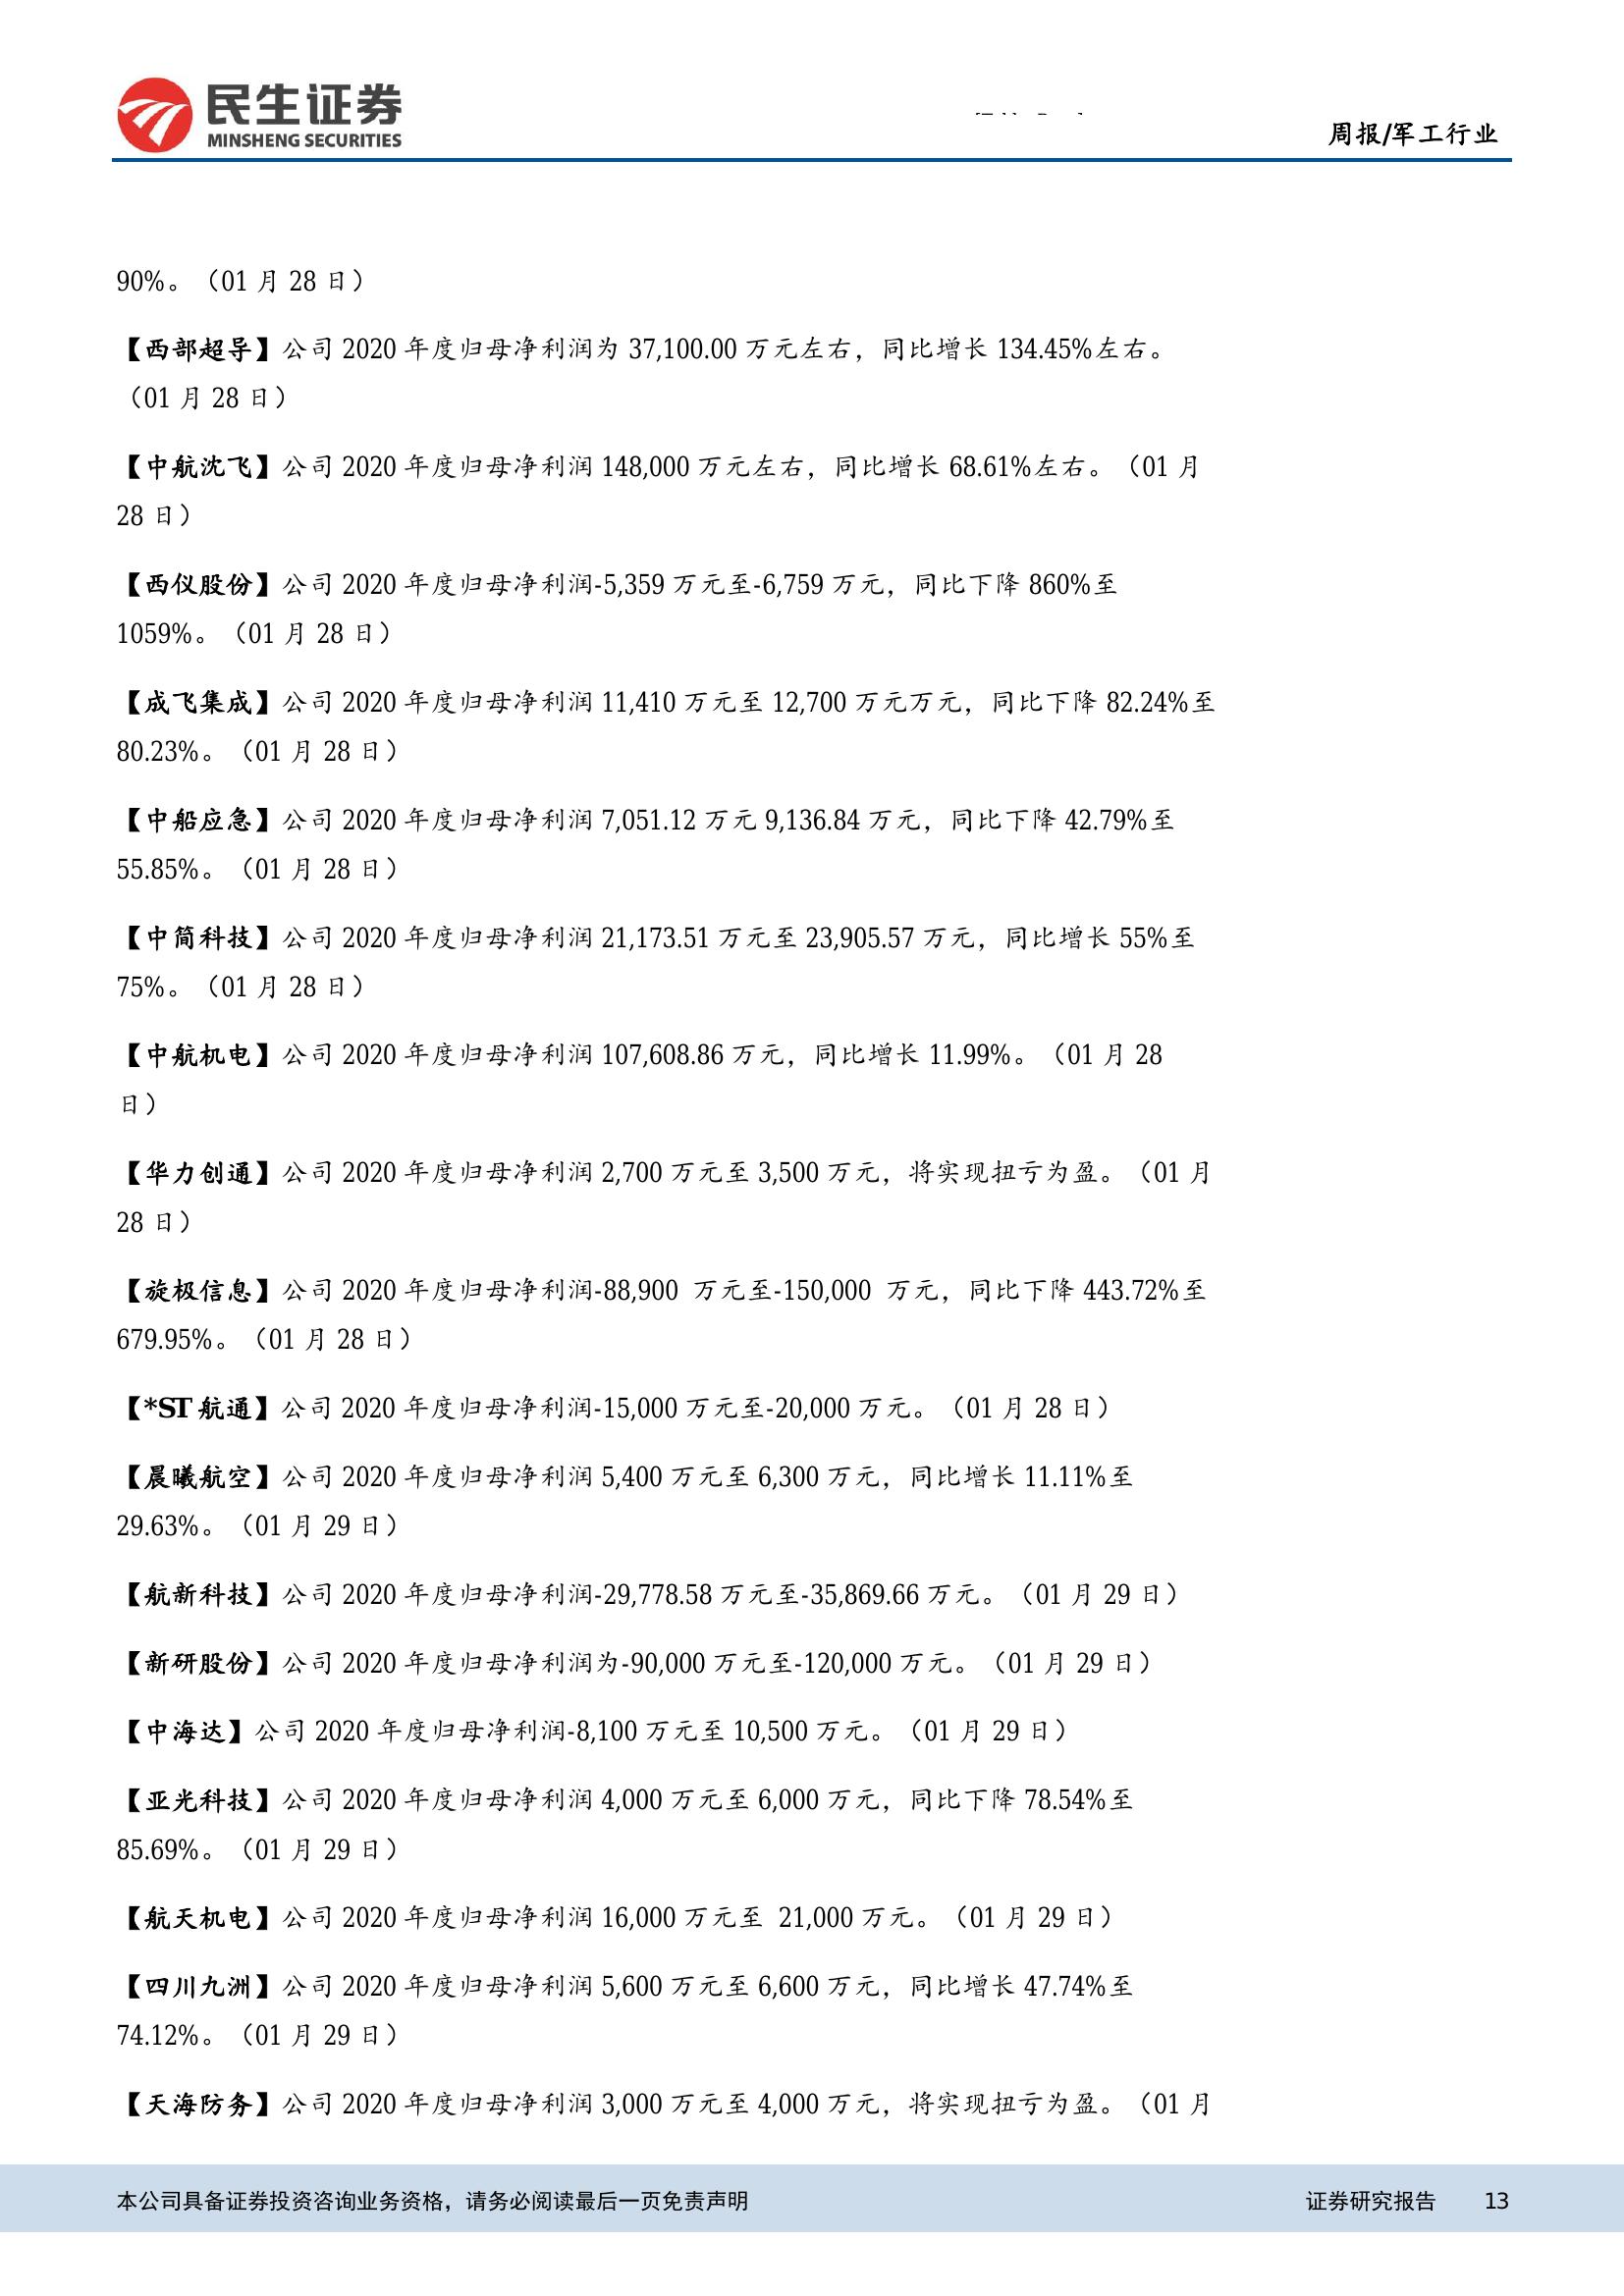 民生证券
MINSHENG SECURITIES
周报/军工行业
90%。（01 月 28 日）
【西部超导】公司 2020 年度归母净利润为 37,100.00 万元左右，同比增长 134.45%左右。
（01 月 28 日）
【中航沈飞】公司 2020 年度归母净利润 148,000 万元左右，同比增长 68.61%左右。（01 月
28 日）
【西仪股份】公司 2020 年度归母净利润-5,359 万元至-6,759 万元，同比下降 860%至
1059%。（01 月 28 日）
【成飞集成】公司 2020 年度归母净利润 11,410 万元至 12,700 万元万元，同比下降 82.24%至
80.23%。（01 月 28 日）
【中船应急】公司 2020 年度归母净利润 7,051.12 万元 9,136.84 万元，同比下降 42.79%至
55.85%。（01 月 28 日）
【中简科技】公司 2020 年度归母净利润 21,173.51 万元至 23,905.57 万元，同比增长 55%至
75%。（01 月 28 日）
【中航机电】公司 2020 年度归母净利润 107,608.86 万元，同比增长 11.99%。（01 月 28
日）
【华力创通】公司 2020 年度归母净利润 2,700 万元至 3,500 万元，将实现扭亏为盈。（01 月
28 日）
【旋极信息】公司 2020 年度归母净利润-88,900 万元至-150,000 万元，同比下降 443.72%至
679.95%。（01 月 28 日）
【*ST 航通】公司 2020 年度归母净利润-15,000 万元至-20,000 万元。（01 月 28 日）
【晨曦航空】公司 2020 年度归母净利润 5,400 万元至 6,300 万元，同比增长 11.11%至
29.63%。（01 月 29 日）
【航新科技】公司 2020 年度归母净利润-29,778.58 万元至-35,869.66 万元。（01 月 29 日）
【新研股份】公司 2020 年度归母净利润为-90,000 万元至-120,000 万元。（01 月 29 日）
【中海达】公司 2020 年度归母净利润-8,100 万元至 10,500 万元。（01 月 29 日）
【亚光科技】公司 2020 年度归母净利润 4,000 万元至 6,000 万元，同比下降 78.54%至
85.69%。（01 月 29 日）
【航天机电】公司 2020 年度归母净利润 16,000 万元至 21,000 万元。（01 月 29 日）
【四川九洲】公司 2020 年度归母净利润 5,600 万元至 6,600 万元，同比增长 47.74%至
74.12%。（01 月 29 日）
【天海防务】公司 2020 年度归母净利润 3,000 万元至 4,000 万元，将实现扭亏为盈。（01 月
本公司具备证券投资咨询业务资格，请务必阅读最后一页免责声明
证券研究报告 13